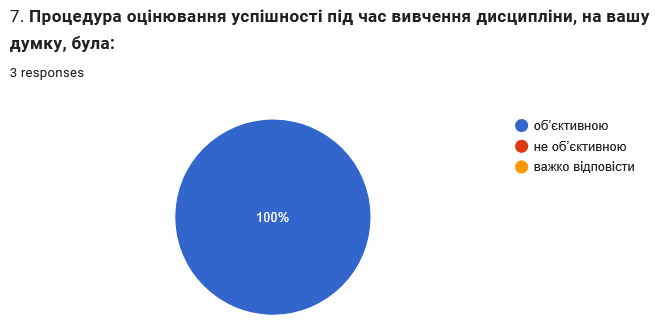 7. Процедура оцінювання успішності під час вивчення дисципліни, на вашу
думку, була:
3 responses
об’єктивною
не об’єктивною
важко відповісти
100%